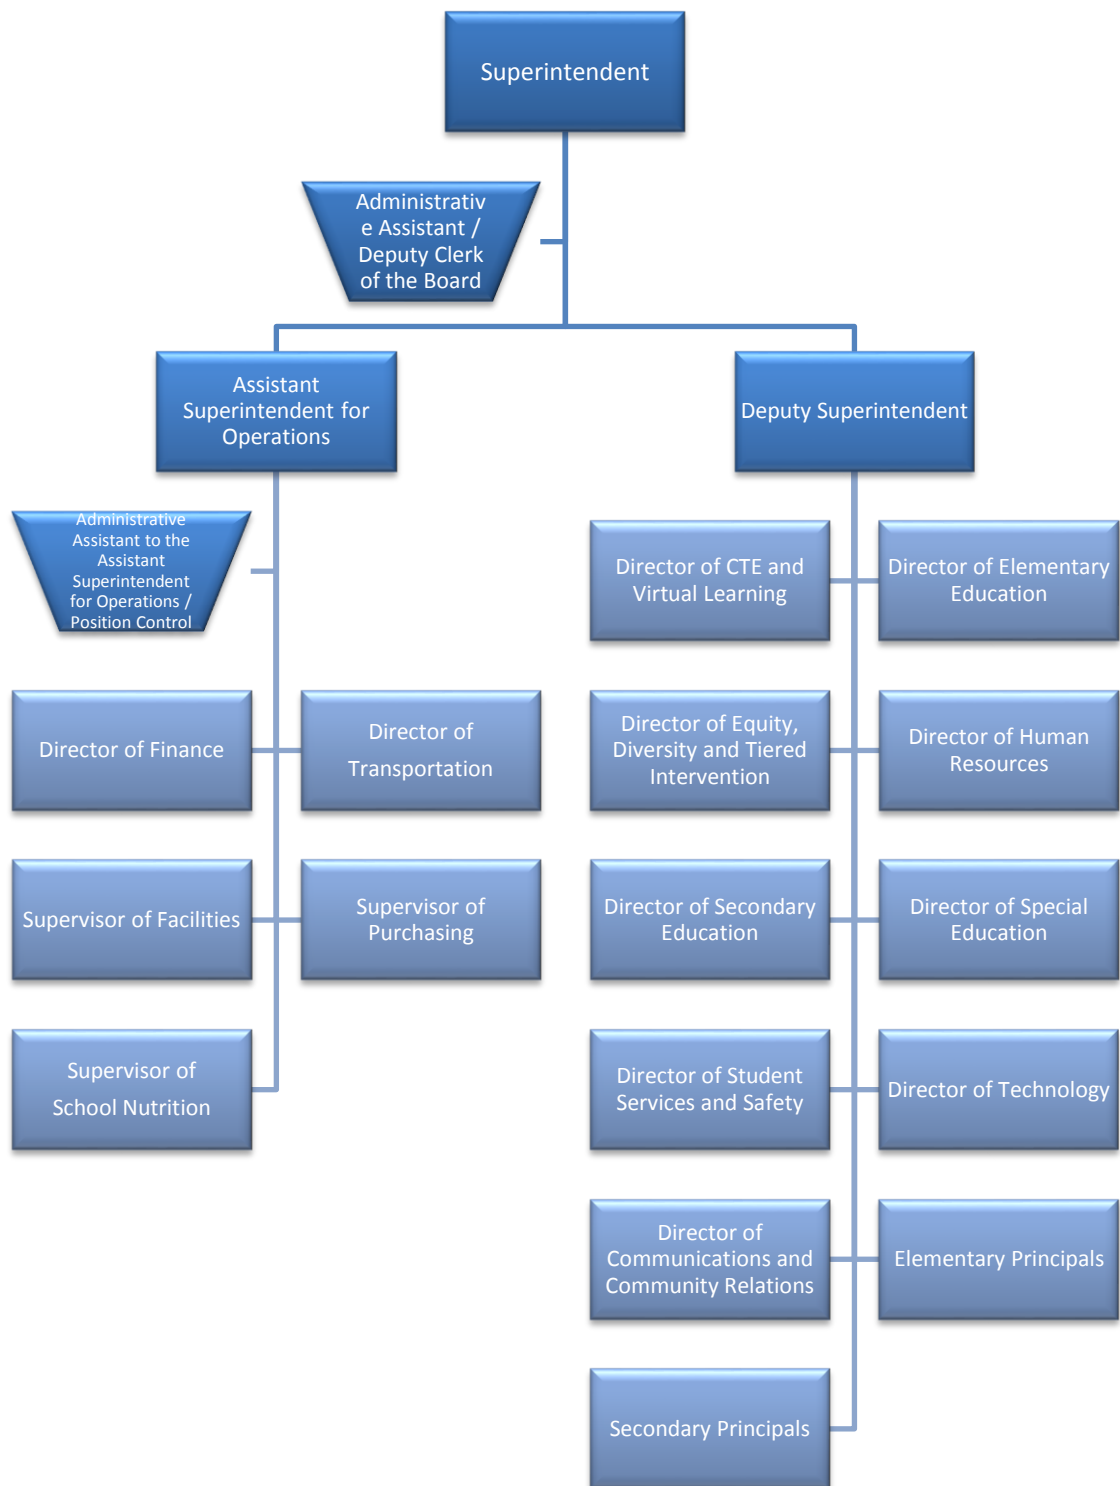 Superintendent
Administrativ
e Assistant /
Deputy Clerk
of the Board
Assistant
Superintendent for
Operations
Deputy Superintendent
Administrative
Assistant to the
Assistant
Superintendent
for Operations /
Position Control
Director of CTE and
Virtual Learning
Director of Elementary
Education
Director of Finance
Director of
Transportation
Director of Equity,
Diversity and Tiered
Intervention
Director of Human
Resources
Supervisor of Facilities
Supervisor of
Purchasing
Director of Secondary
Education
Director of Special
Education
Supervisor of
School Nutrition
Director of Student
Services and Safety
Director of Technology
Director of
Communications and
Community Relations
Elementary Principals
Secondary Principals